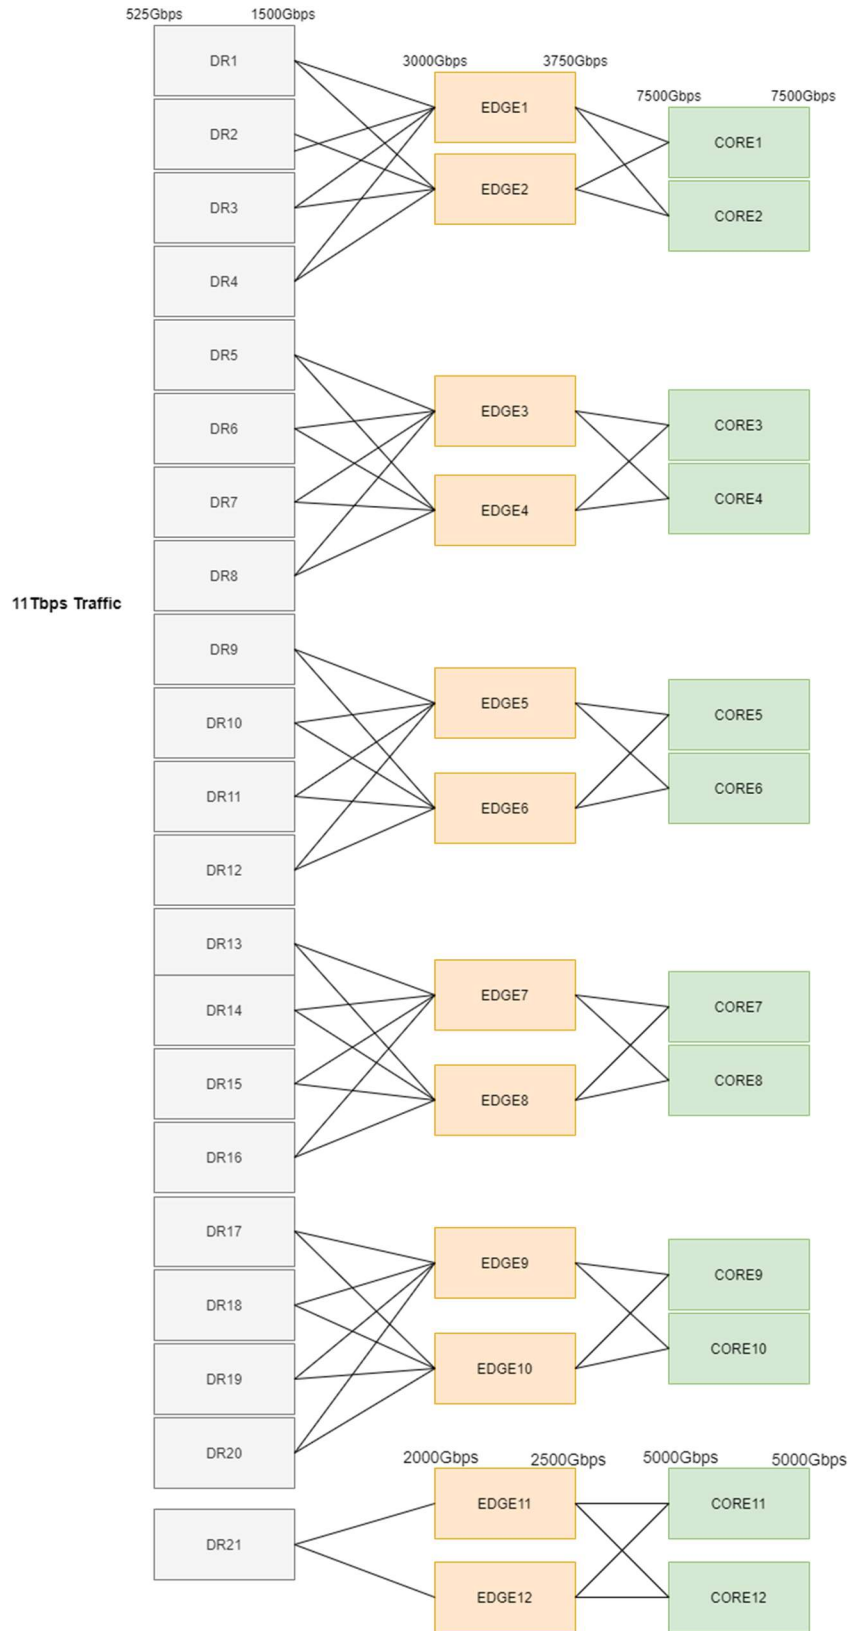 525Gbps 1500Gbps
DR1
DR2
DR3
DR4
DR5
DR6
DR7
DR8
11Tbps Traffic
DR9
DR10
DR11
DR12
DR13
DR14
DR15
DR16
DR17
DR18
DR19
DR20
DR21
3000Gbps 3750Gbps
EDGE1
EDGE2
EDGE3
EDGE4
EDGE5
EDGE6
EDGE7
EDGE8
EDGE9
EDGE10
2000Gbps 2500Gbps
EDGE11
EDGE12
7500Gbps 7500Gbps
CORE1
CORE2
CORE3
CORE4
CORE5
CORE6
CORE7
CORE8
CORE9
CORE10
5000Gbps 5000Gbps
CORE11
CORE12